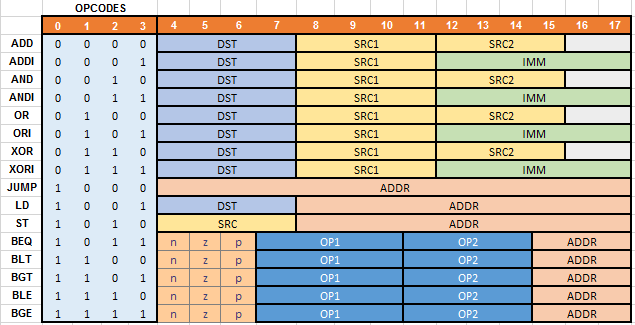 OPCODES
0 1 2 3 4 5 6 7 8 9 10 11 12 13 14 15 16 17
ADD 0 0 0 0 DST SRC1 SRC2
ADDI 0 0 0 1 DST SRC1 IMM
AND 0 0 1 0 DST SRC1 SRC2
ANDI 0 0 1 1 DST SRC1 IMM
OR 0 1 0 0 DST SRC1 SRC2
ORI 0 1 0 1 DST SRC1 IMM
XOR 0 1 1 0 DST SRC1 SRC2
XORI 0 1 1 1 DST SRC1 IMM
JUMP 1 0 0 0 ADDR
LD 1 0 0 1 DST ADDR
ST 1 0 1 0 SRC ADDR
BEQ 1 0 1 1 n z p OP1 OP2 ADDR
BLT 1 1 0 0 n z p OP1 OP2 ADDR
BGT 1 1 0 1 n z p OP1 OP2 ADDR
BLE 1 1 1 0 n z p OP1 OP2 ADDR
BGE 1 1 1 1 n z p OP1 OP2 ADDR